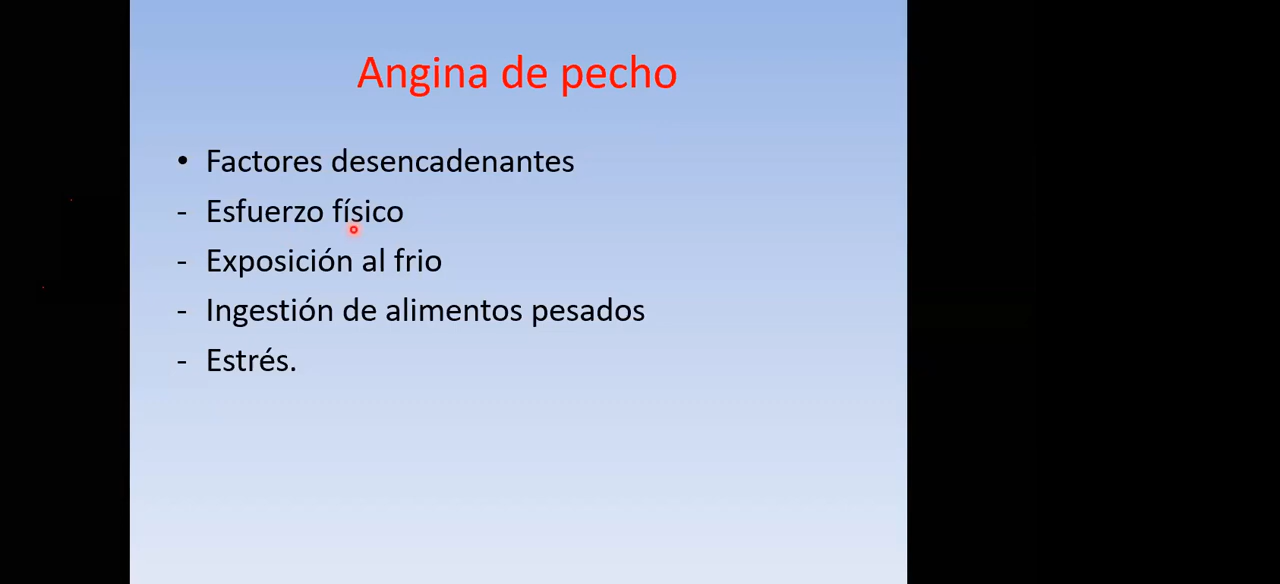 Angina de pecho
• Factores desencadenantes
- Esfuerzo físico
- Exposición al frio
- Ingestión de alimentos pesados
- Estrés.